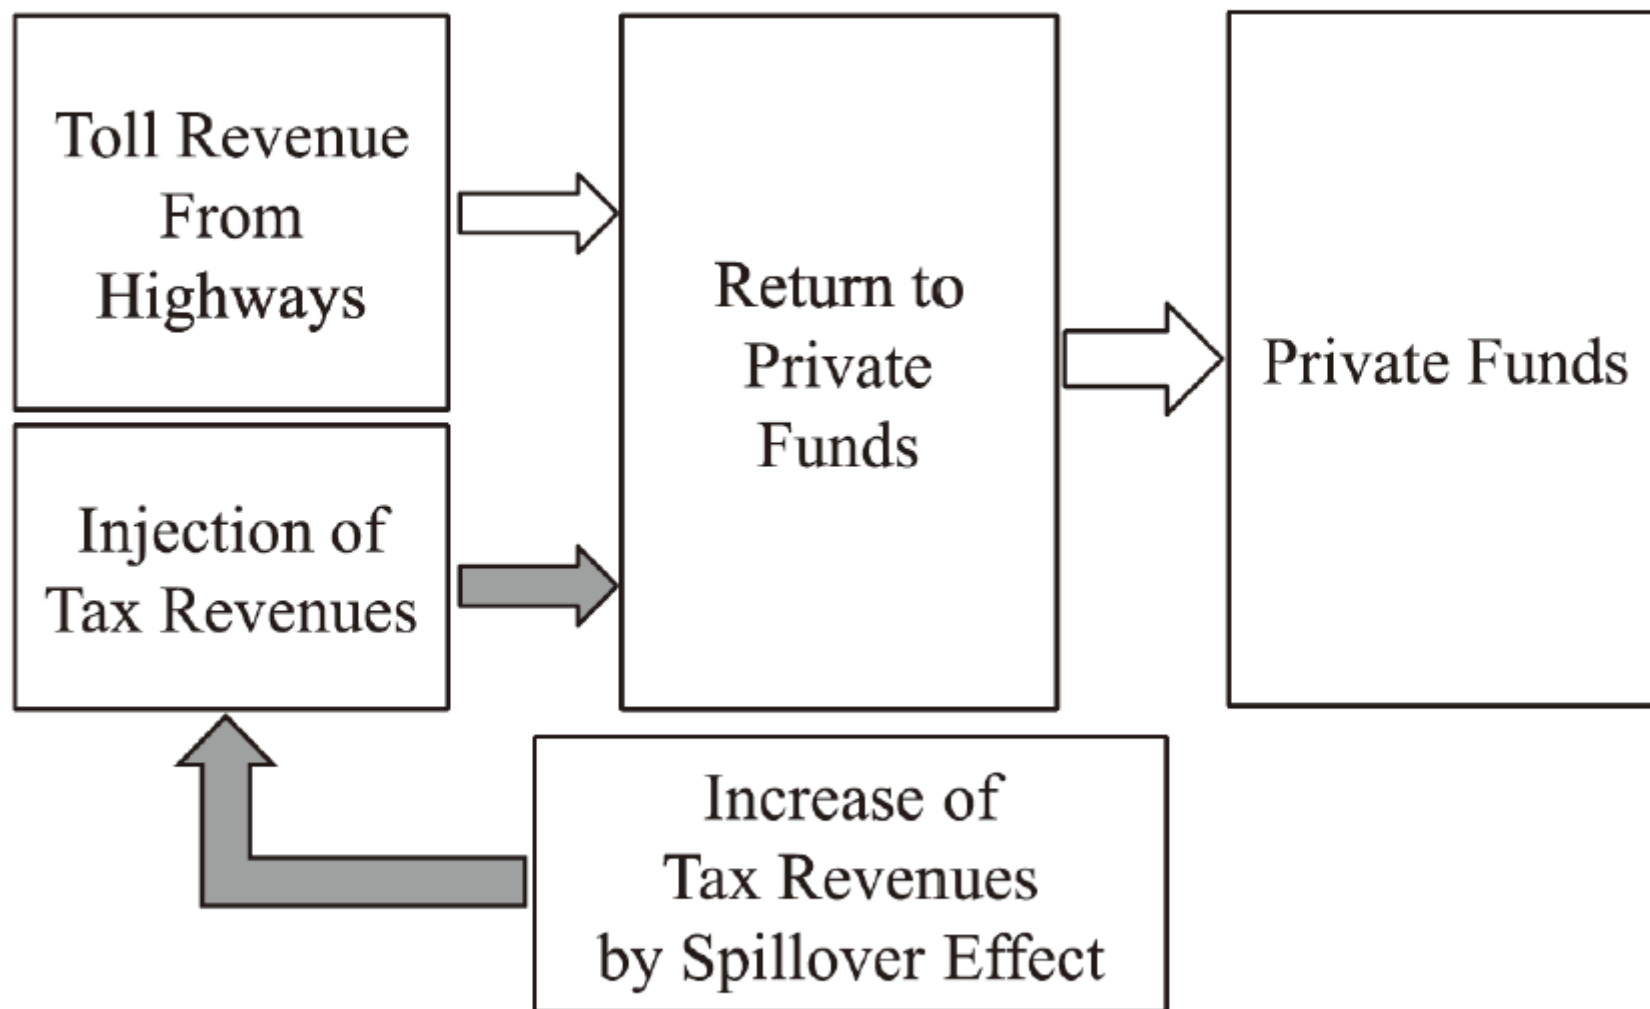 Toll Revenue
From
Highways
Injection of
Tax Revenues
Return to
Private
Funds
Private Funds
Increase of
Tax Revenues
by Spillover Effect